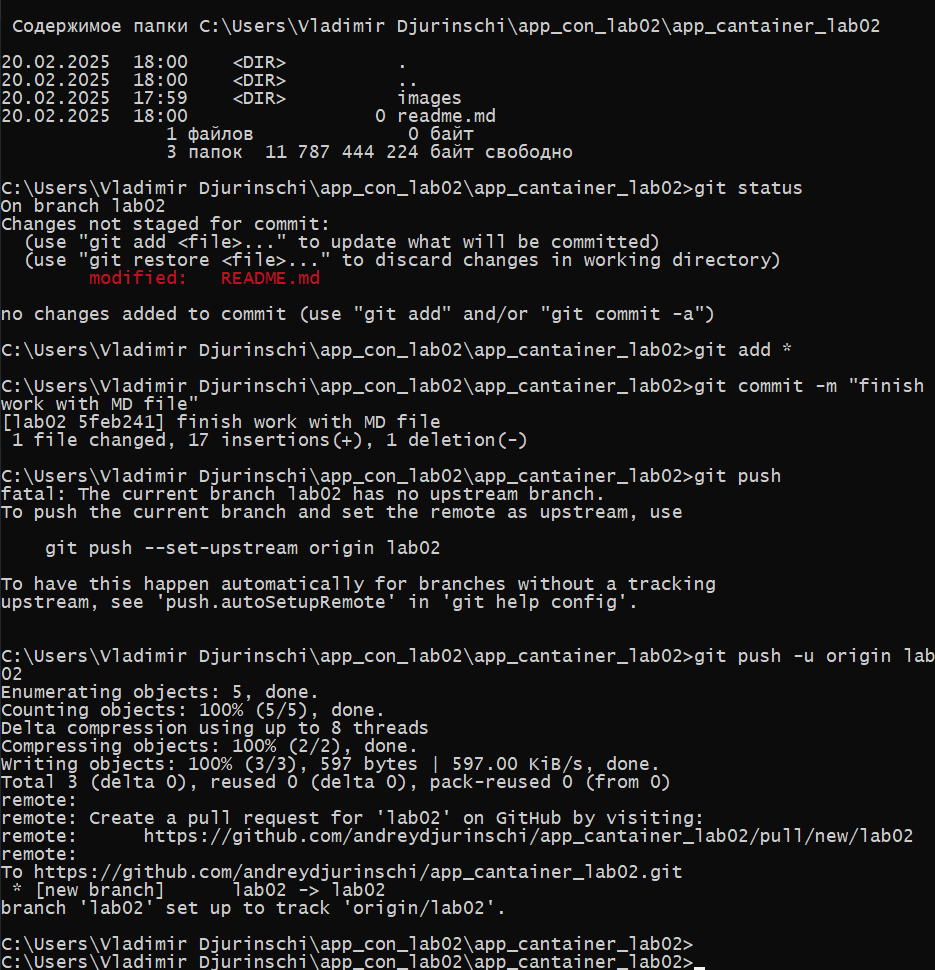 Содержимое папки C:\Users\Vladimir Djurinschi\app_con_lab02\app_cantainer_lab02

20.02.2025  18:00    <DIR>          .
20.02.2025  18:00    <DIR>          ..
20.02.2025  17:59    <DIR>          images
20.02.2025  18:00                 0 readme.md
               1 файлов              0 байт
               3 папок  11 787 444 224 байт свободно

C:\Users\Vladimir Djurinschi\app_con_lab02\app_cantainer_lab02>git status
On branch lab02
Changes not staged for commit:
  (use "git add <file>..." to update what will be committed)
  (use "git restore <file>..." to discard changes in working directory)
        modified:   README.md

no changes added to commit (use "git add" and/or "git commit -a")

C:\Users\Vladimir Djurinschi\app_con_lab02\app_cantainer_lab02>git add *

C:\Users\Vladimir Djurinschi\app_con_lab02\app_cantainer_lab02>git commit -m "finish
work with MD file"
[lab02 5feb241] finish work with MD file
 1 file changed, 17 insertions(+), 1 deletion(-)

C:\Users\Vladimir Djurinschi\app_con_lab02\app_cantainer_lab02>git push
fatal: The current branch lab02 has no upstream branch.
To push the current branch and set the remote as upstream, use

    git push --set-upstream origin lab02

To have this happen automatically for branches without a tracking
upstream, see 'push.autoSetupRemote' in 'git help config'.


C:\Users\Vladimir Djurinschi\app_con_lab02\app_cantainer_lab02>git push -u origin lab
02
Enumerating objects: 5, done.
Counting objects: 100% (5/5), done.
Delta compression using up to 8 threads
Compressing objects: 100% (2/2), done.
Writing objects: 100% (3/3), 597 bytes | 597.00 KiB/s, done.
Total 3 (delta 0), reused 0 (delta 0), pack-reused 0 (from 0)
remote:
remote: Create a pull request for 'lab02' on GitHub by visiting:
remote:      https://github.com/andreydjurinschi/app_cantainer_lab02/pull/new/lab02
remote:
To https://github.com/andreydjurinschi/app_cantainer_lab02.git
 * [new branch]      lab02 -> lab02
branch 'lab02' set up to track 'origin/lab02'.

C:\Users\Vladimir Djurinschi\app_con_lab02\app_cantainer_lab02>
C:\Users\Vladimir Djurinschi\app_con_lab02\app_cantainer_lab02>